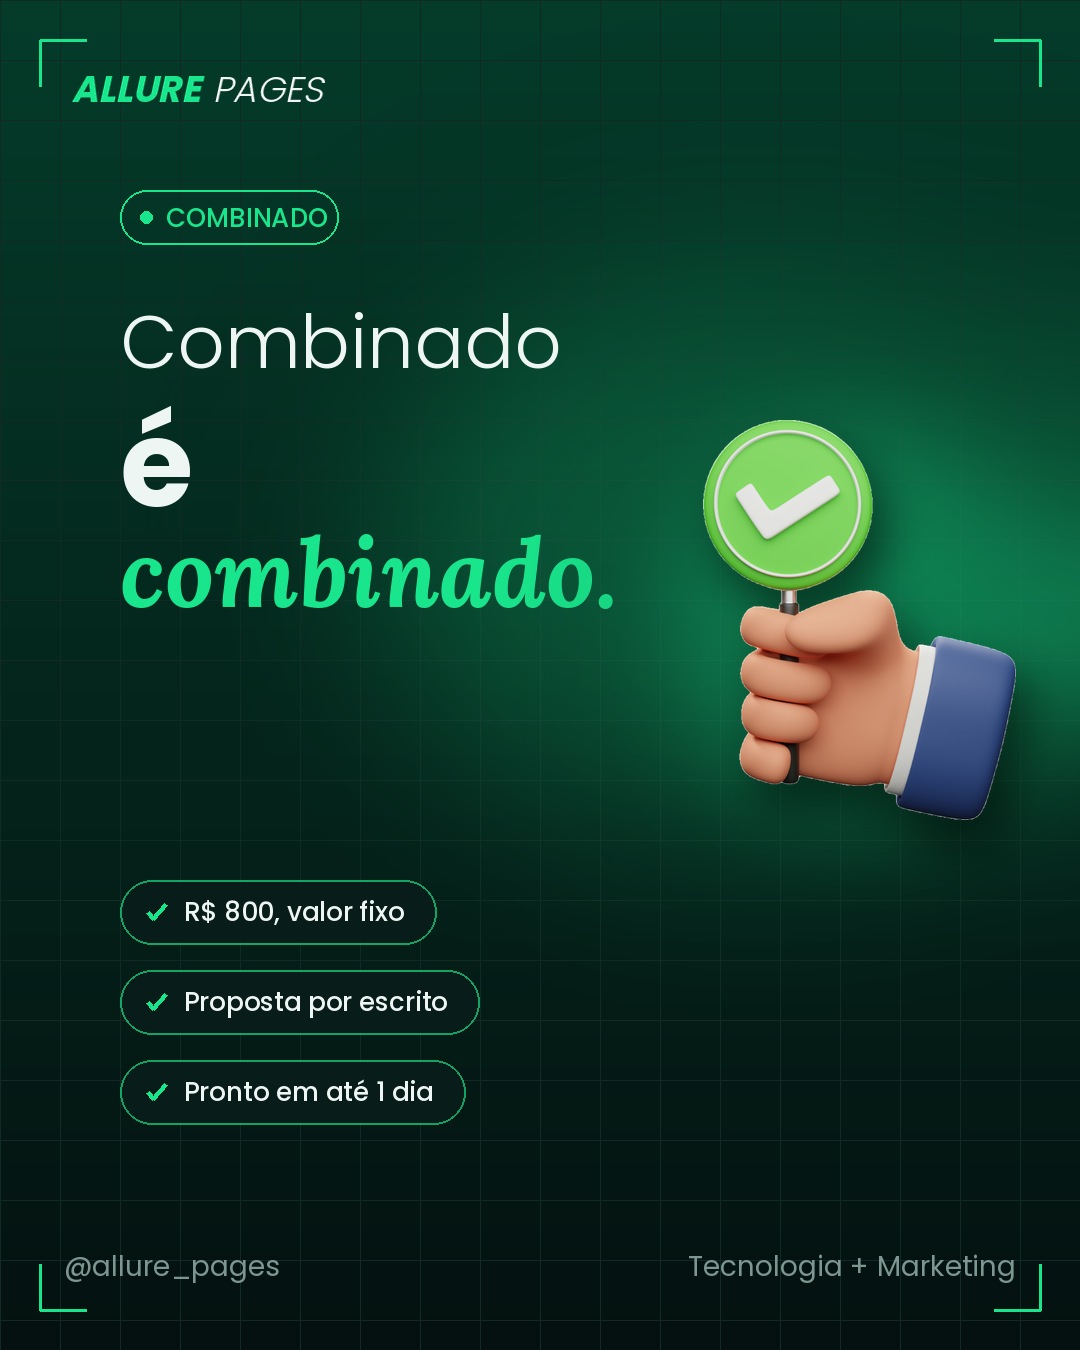 ALLURE PAGES
COMBINADO
Combinado
é
combinado.
R$ 800, valor fixo
Proposta por escrito
Pronto em até 1 dia
@allure_pages
Tecnologia + Marketing